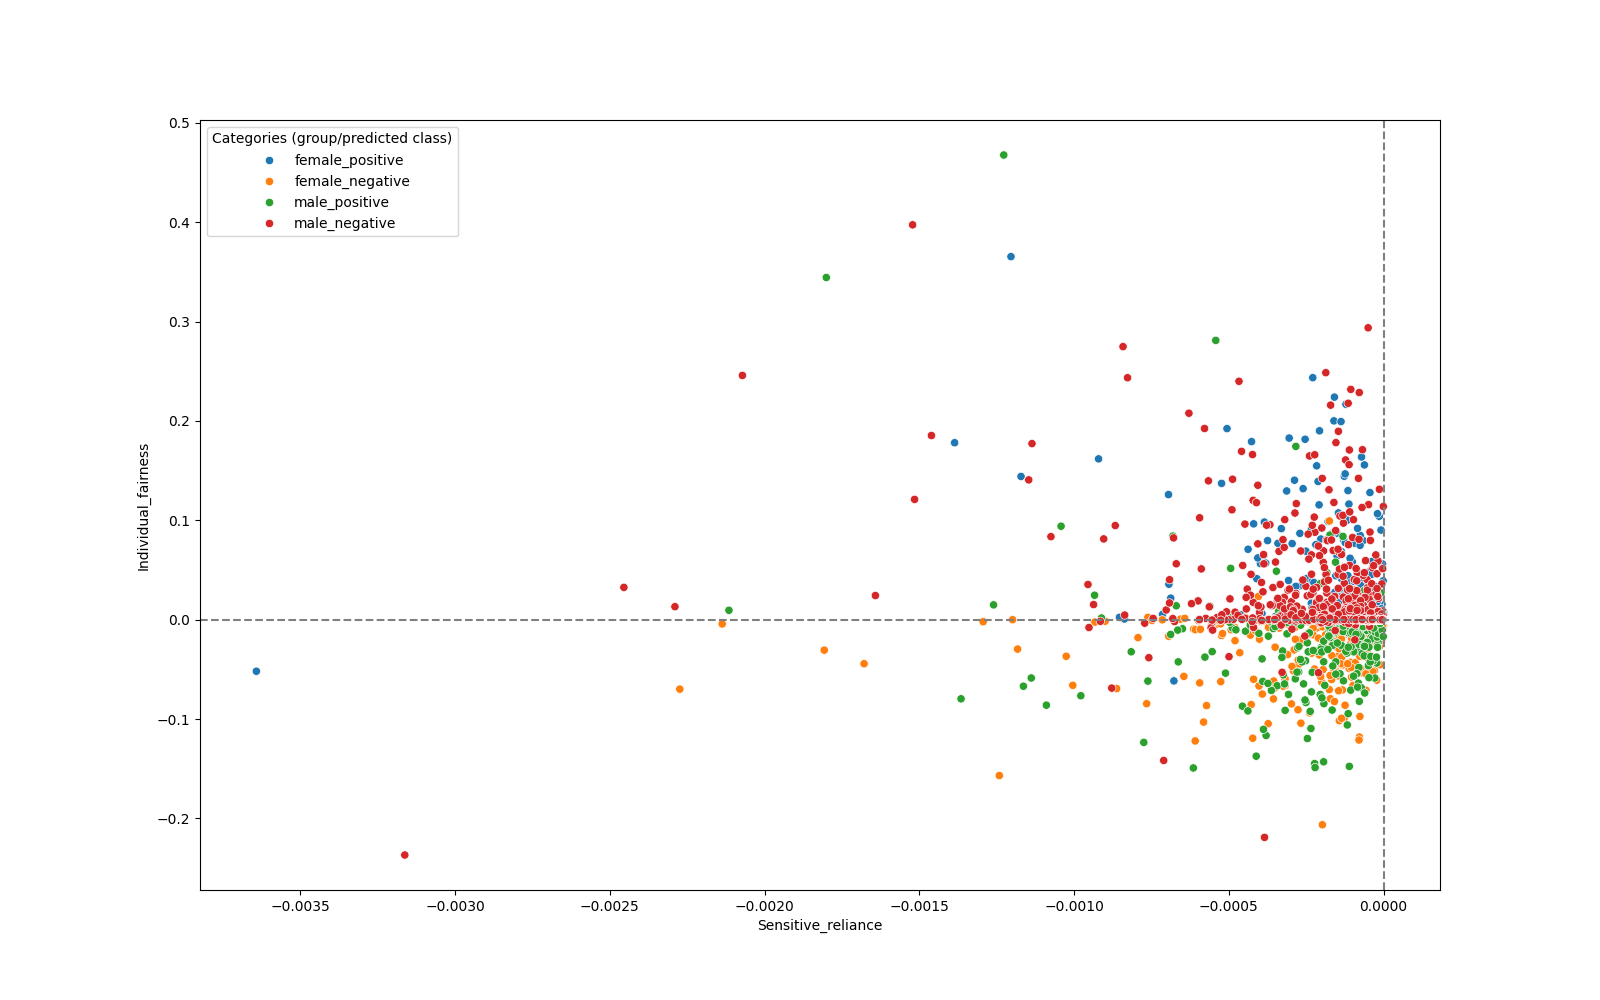 Categories (group/predicted class)
female_positive
female_negative
male_positive
male_negative
0.5
0.4
0.3
0.2
0.1
0.0
−0.1
−0.2
Individual_fairness
−0.0035 −0.0030 −0.0025 −0.0020 −0.0015 −0.0010 −0.0005 0.0000
Sensitive_reliance